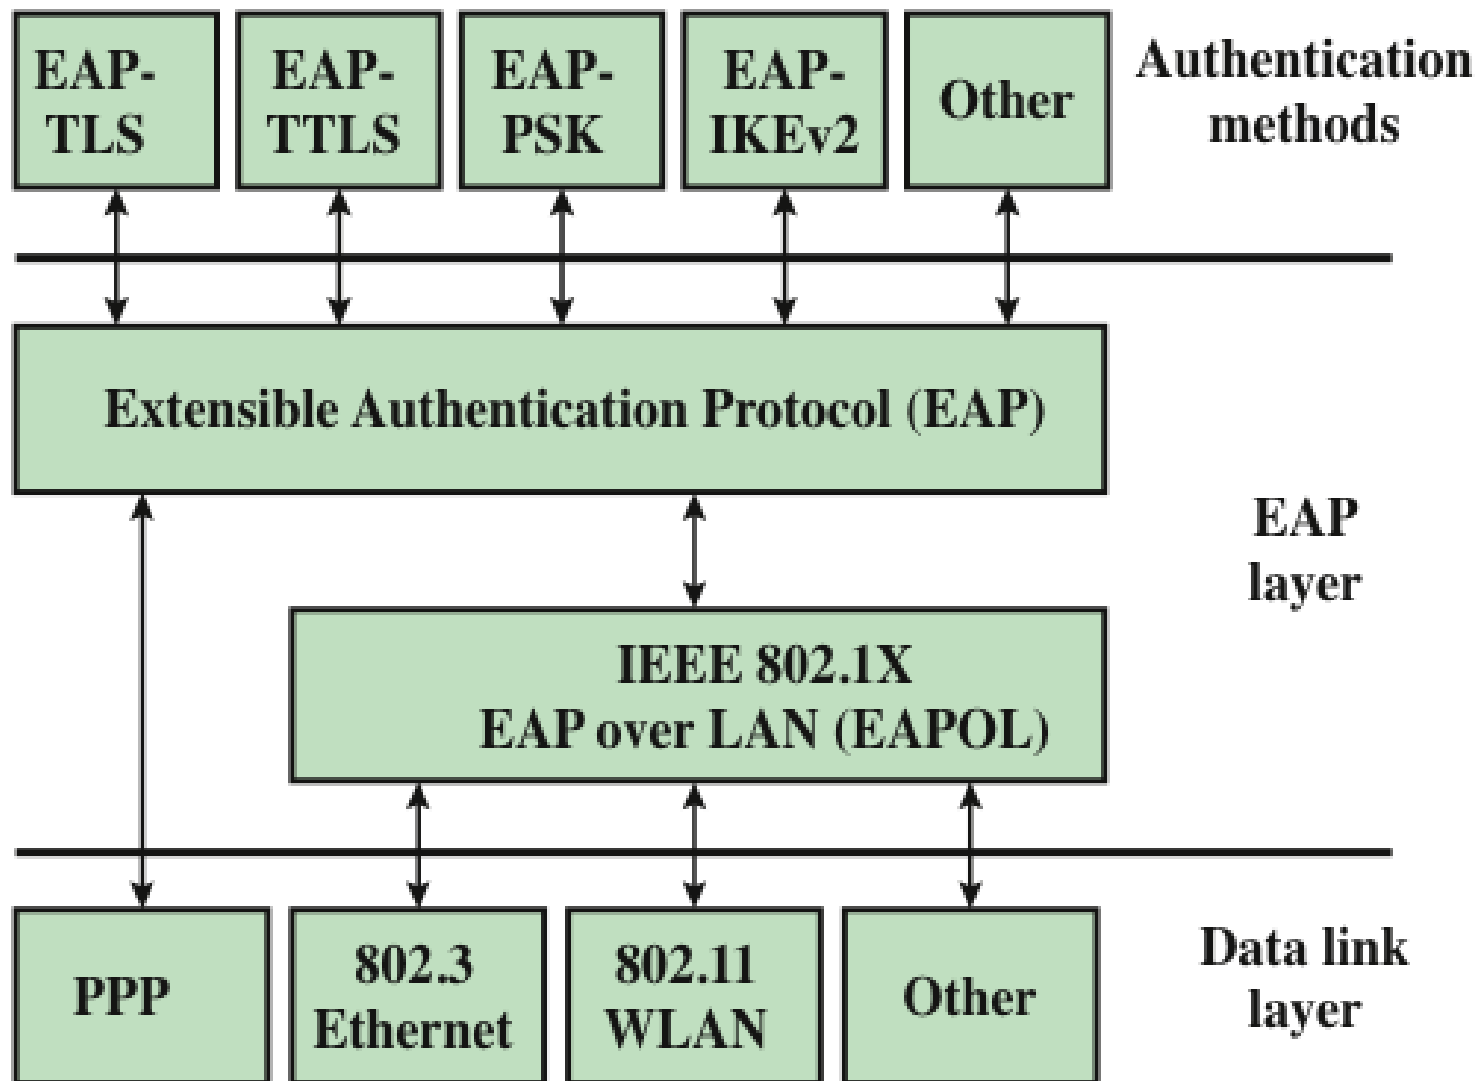 EAP-
TLS
EAP-
TTLS
EAP-
PSK
EAP-
IKEv2
Other
Authentication
methods
Extensible Authentication Protocol (EAP)
EAP
layer
IEEE 802.1X
EAP over LAN (EAPOL)
PPP
802.3
Ethernet
802.11
WLAN
Other
Data link
layer